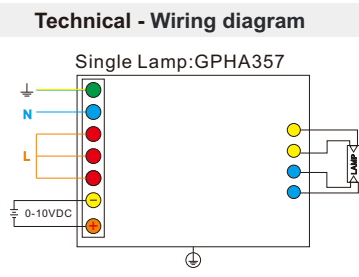 Technical - Wiring diagram
Single Lamp:GPHA357
N
L
0-10VDC
−
+
LAMP